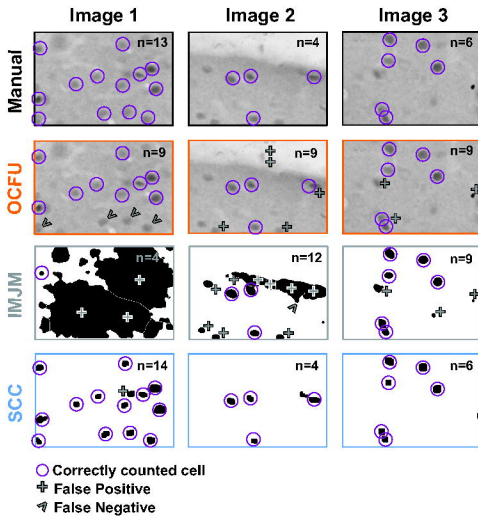 Image 1 Image 2 Image 3
Manual n=13 n=4 n=6
OCFU n=9 n=9 n=9
IMJM n=4 n=12 n=9
SCC n=14 n=4 n=6
Correctly counted cell
False Positive
False Negative